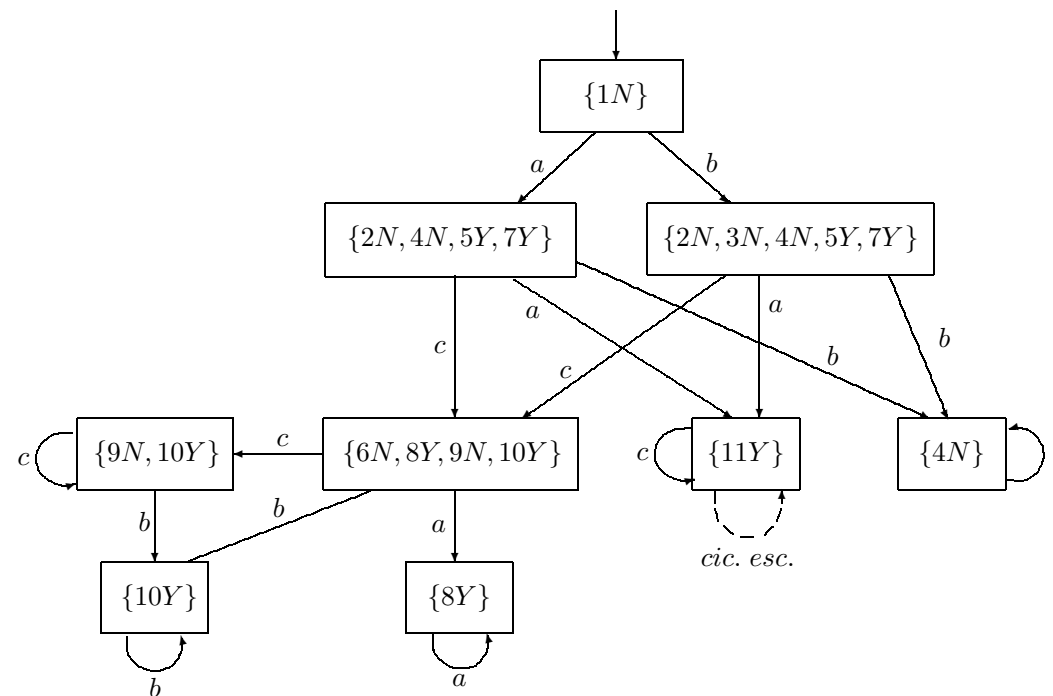 {1N}
a
b
{2N, 4N, 5Y, 7Y}
{2N, 3N, 4N, 5Y, 7Y}
a
a
c
b
b
c
c
{9N, 10Y}
c
{6N, 8Y, 9N, 10Y}
c
{11Y}
{4N}
b
b
a
cic. esc.
{10Y}
{8Y}
b
a